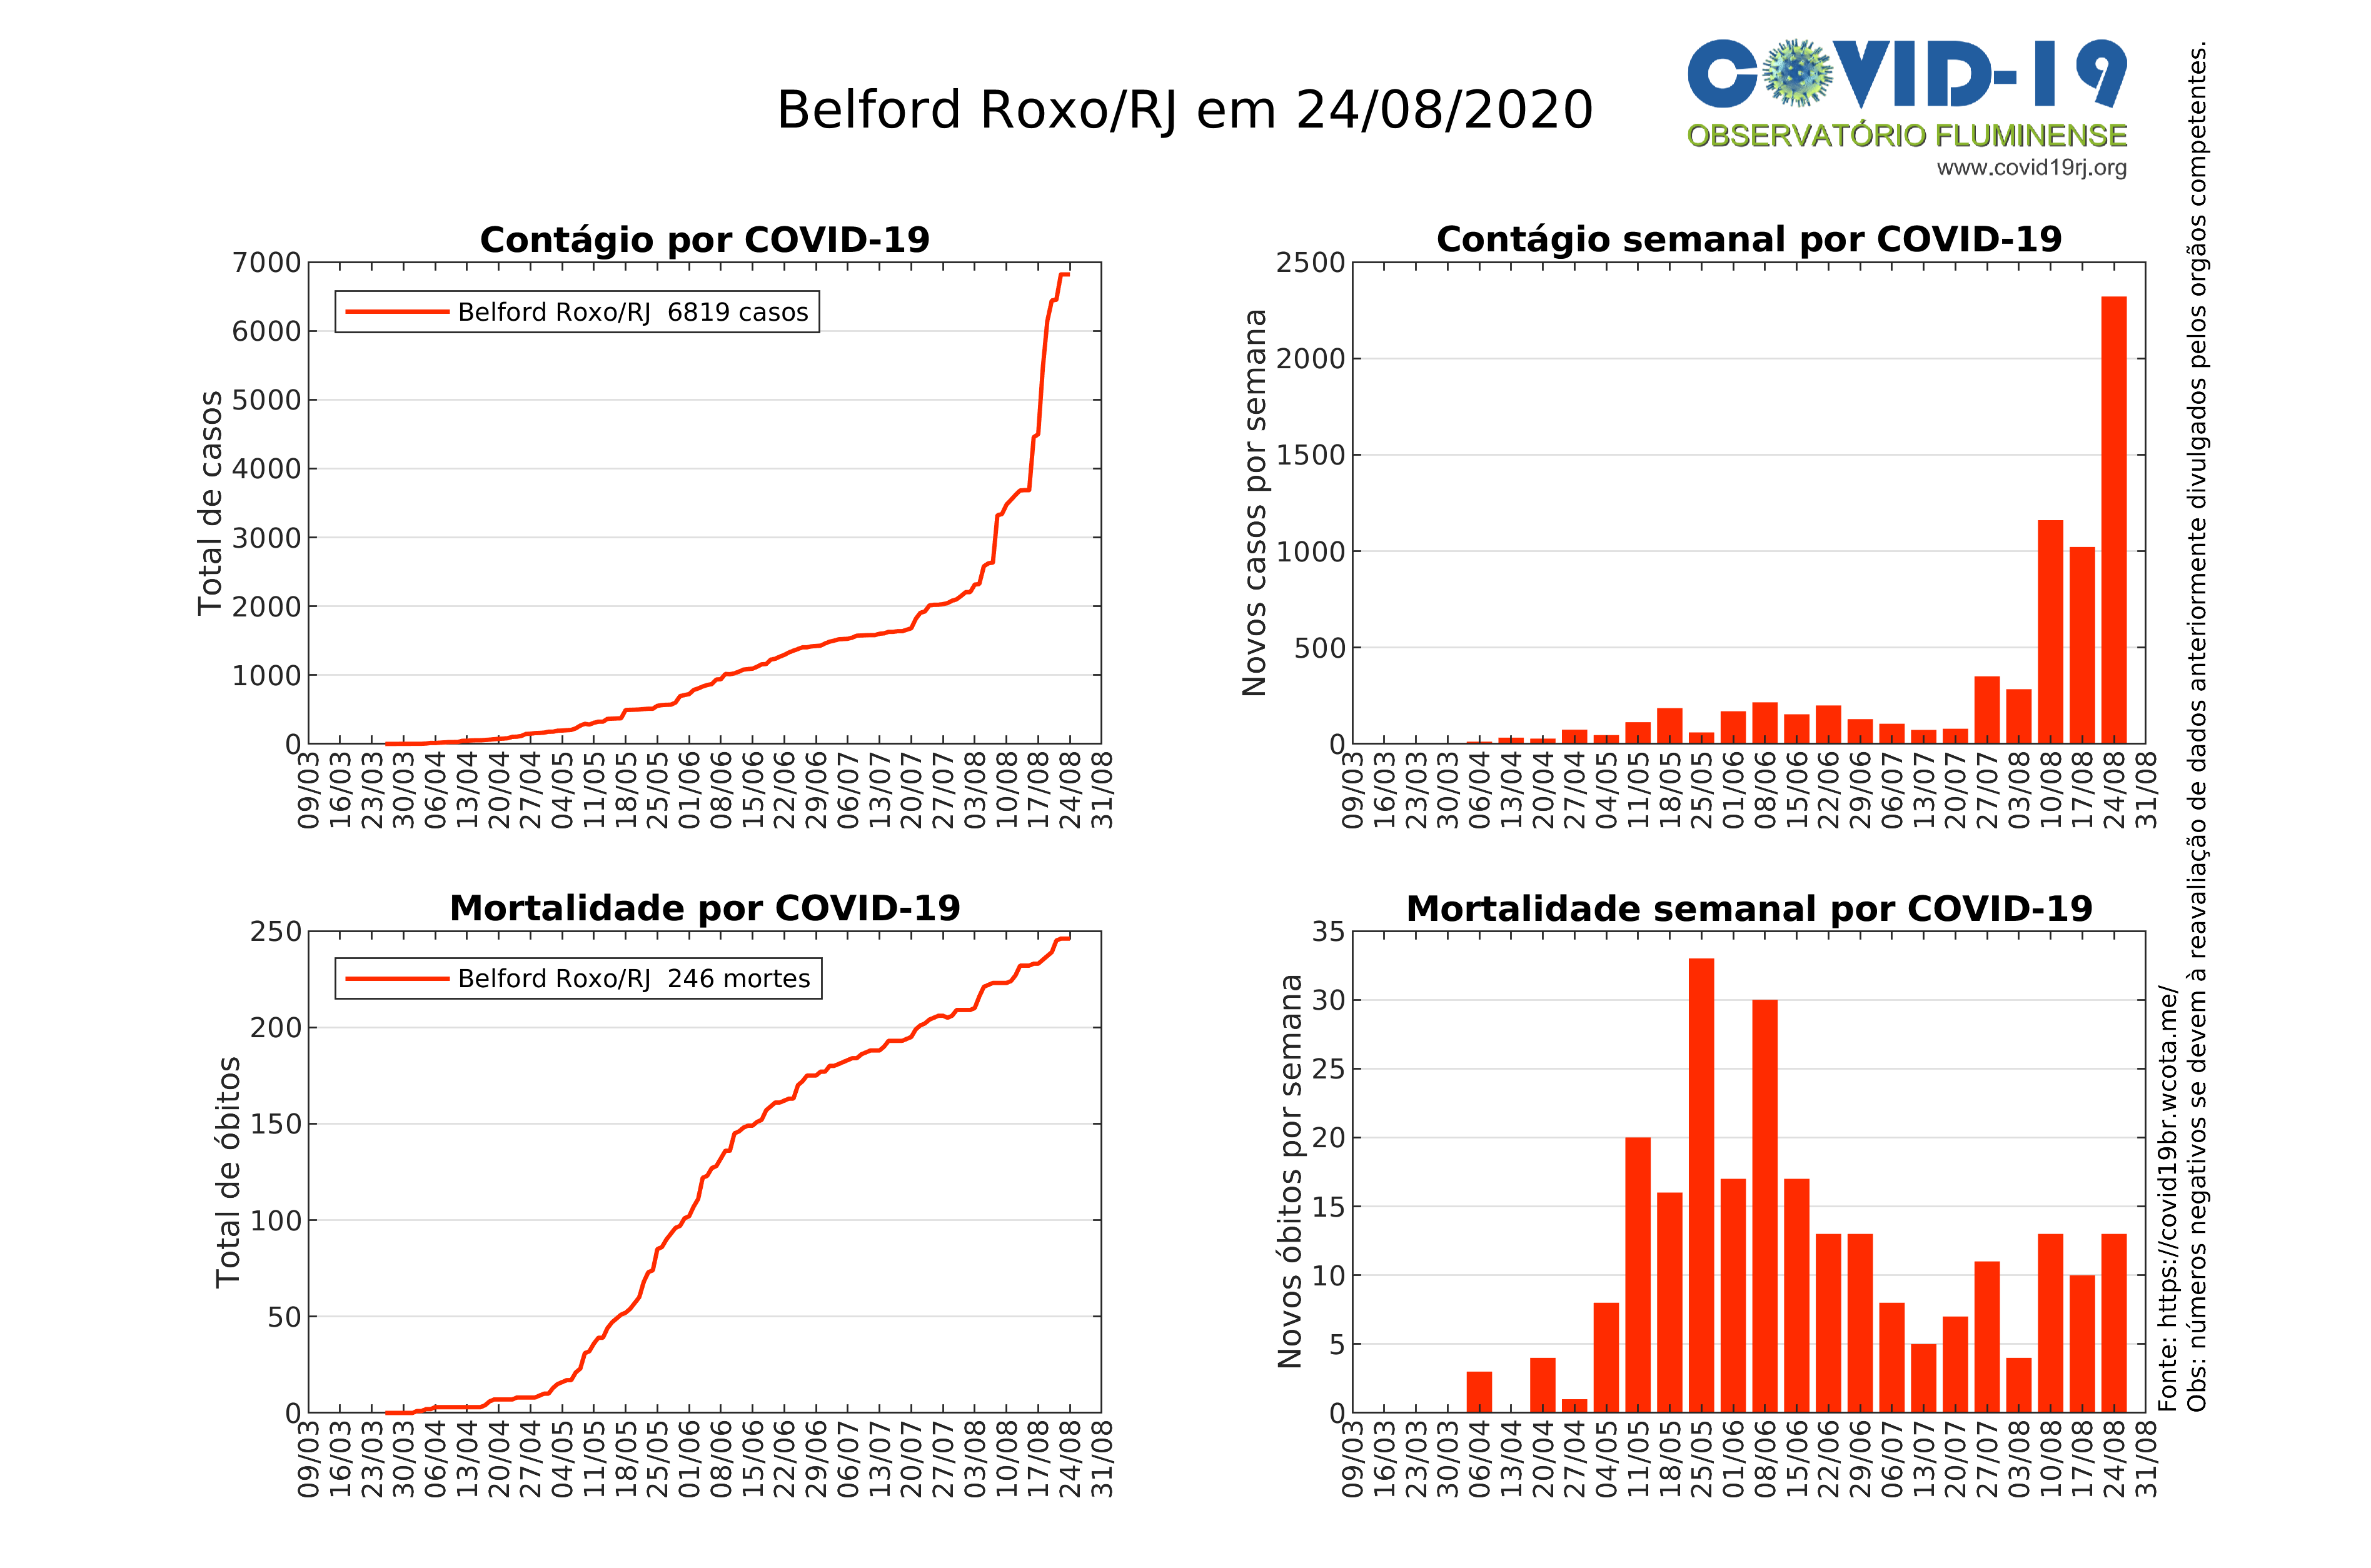 Belford Roxo/RJ em 24/08/2020
COVID-19
OBSERVATÓRIO FLUMINENSE
www.covid19rj.org
Contágio por COVID-19
Total de casos
7000
6000
5000
4000
3000
2000
1000
0
Belford Roxo/RJ 6819 casos
09/03 16/03 23/03 30/03 06/04 13/04 20/04 27/04 04/05 11/05 18/05 25/05 01/06 08/06 15/06 22/06 29/06 06/07 13/07 20/07 27/07 03/08 10/08 17/08 24/08 31/08
Contágio semanal por COVID-19
Novos casos por semana
2500
2000
1500
1000
500
0
09/03 16/03 23/03 30/03 06/04 13/04 20/04 27/04 04/05 11/05 18/05 25/05 01/06 08/06 15/06 22/06 29/06 06/07 13/07 20/07 27/07 03/08 10/08 17/08 24/08 31/08
Mortalidade por COVID-19
Total de óbitos
250
200
150
100
50
0
Belford Roxo/RJ 246 mortes
09/03 16/03 23/03 30/03 06/04 13/04 20/04 27/04 04/05 11/05 18/05 25/05 01/06 08/06 15/06 22/06 29/06 06/07 13/07 20/07 27/07 03/08 10/08 17/08 24/08 31/08
Mortalidade semanal por COVID-19
Novos óbitos por semana
35
30
25
20
15
10
5
0
09/03 16/03 23/03 30/03 06/04 13/04 20/04 27/04 04/05 11/05 18/05 25/05 01/06 08/06 15/06 22/06 29/06 06/07 13/07 20/07 27/07 03/08 10/08 17/08 24/08 31/08
Fonte: https://covid19br.wcota.me/
Obs: números negativos se devem à reavaliação de dados anteriormente divulgados pelos orgãos competentes.